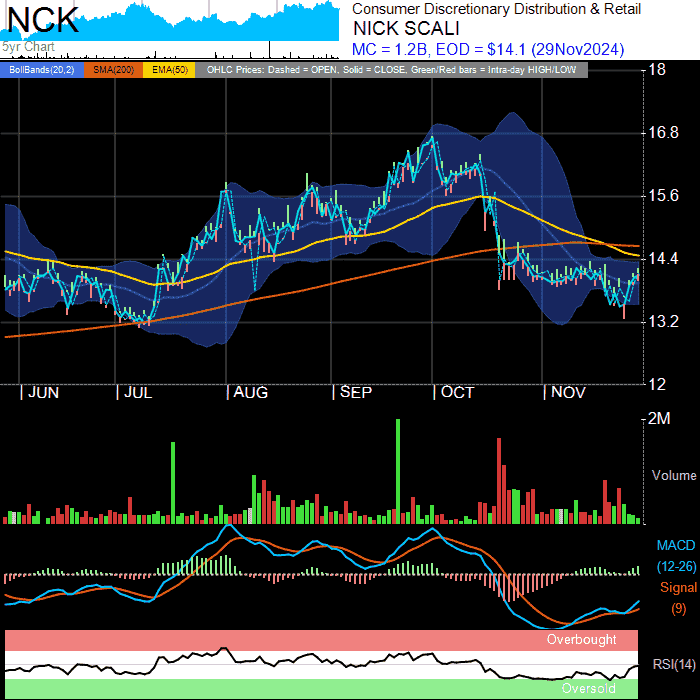 NCK
5yr Chart
Consumer Discretionary Distribution & Retail
NICK SCALI
MC = 1.2B, EOD = $14.1 (29Nov2024)
BollBands(20,2) SMA(200) EMA(50) OHLC Prices: Dashed = OPEN, Solid = CLOSE, Green/Red bars = Intra-day HIGH/LOW
18
16.8
15.6
14.4
13.2
12
| JUN | JUL | AUG | SEP | OCT | NOV
2M
Volume
MACD
(12-26)
Signal
(9)
Overbought
RSI(14)
Oversold